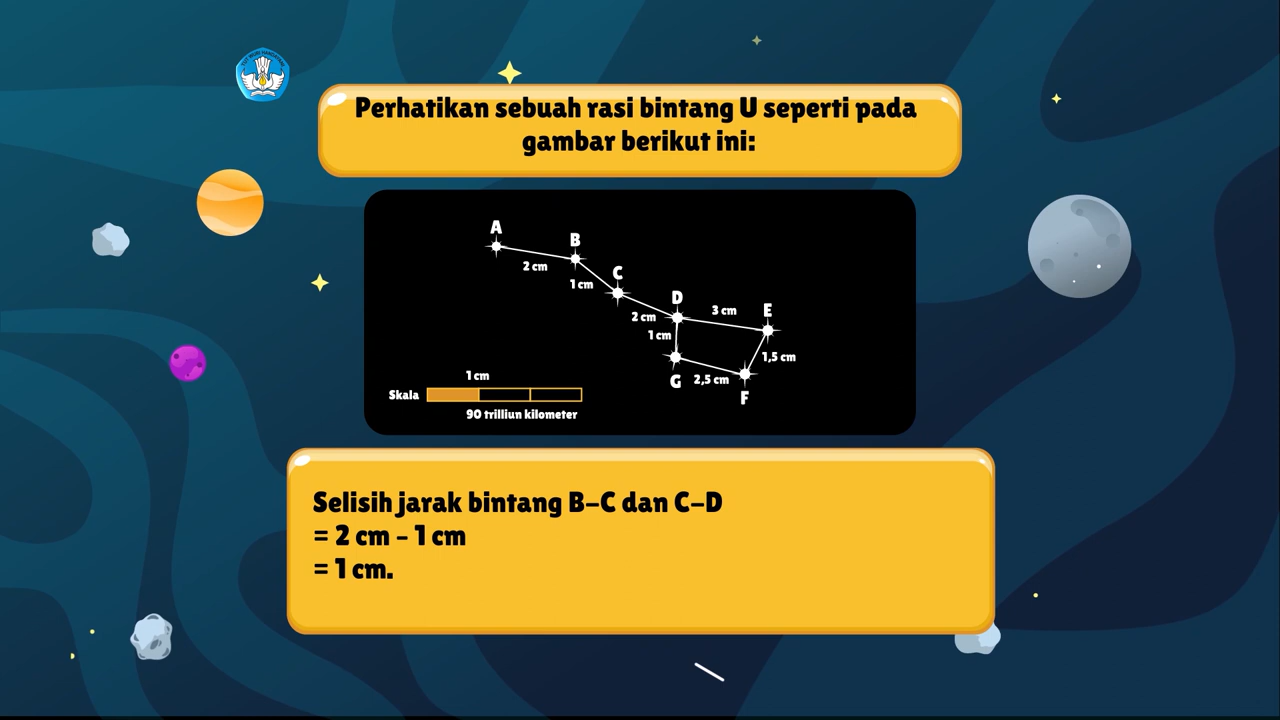 Perhatikan sebuah rasi bintang U seperti pada
gambar berikut ini:
A
B
2 cm
C
1 cm
D
2 cm
3 cm
E
1 cm
1,5 cm
G
2,5 cm
F
1 cm
Skala
90 trilliun kilometer
Selisih jarak bintang B-C dan C-D
= 2 cm - 1 cm
= 1 cm.